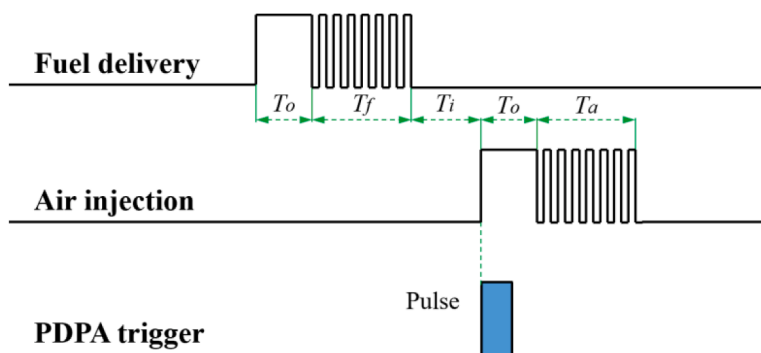 Fuel delivery
To Tf Ti To Ta
Air injection
Pulse
PDPA trigger